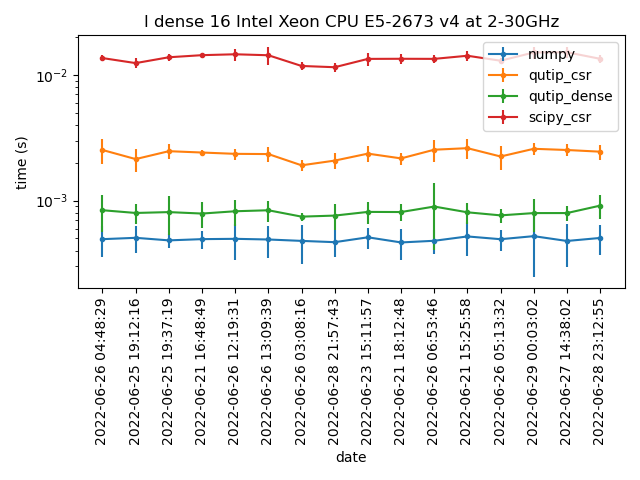 l dense 16 Intel Xeon CPU E5-2673 v4 at 2-30GHz
numpy
qutip_csr
qutip_dense
scipy_csr
time (s)
10⁻²
10⁻³
2022-06-26 04:48:29
2022-06-25 19:12:16
2022-06-25 19:37:19
2022-06-21 16:48:49
2022-06-26 12:19:31
2022-06-26 13:09:39
2022-06-26 03:08:16
2022-06-28 21:57:43
2022-06-23 15:11:57
2022-06-21 18:12:48
2022-06-26 06:53:46
2022-06-21 15:25:58
2022-06-26 05:13:32
2022-06-29 00:03:02
2022-06-27 14:38:02
2022-06-28 23:12:55
date